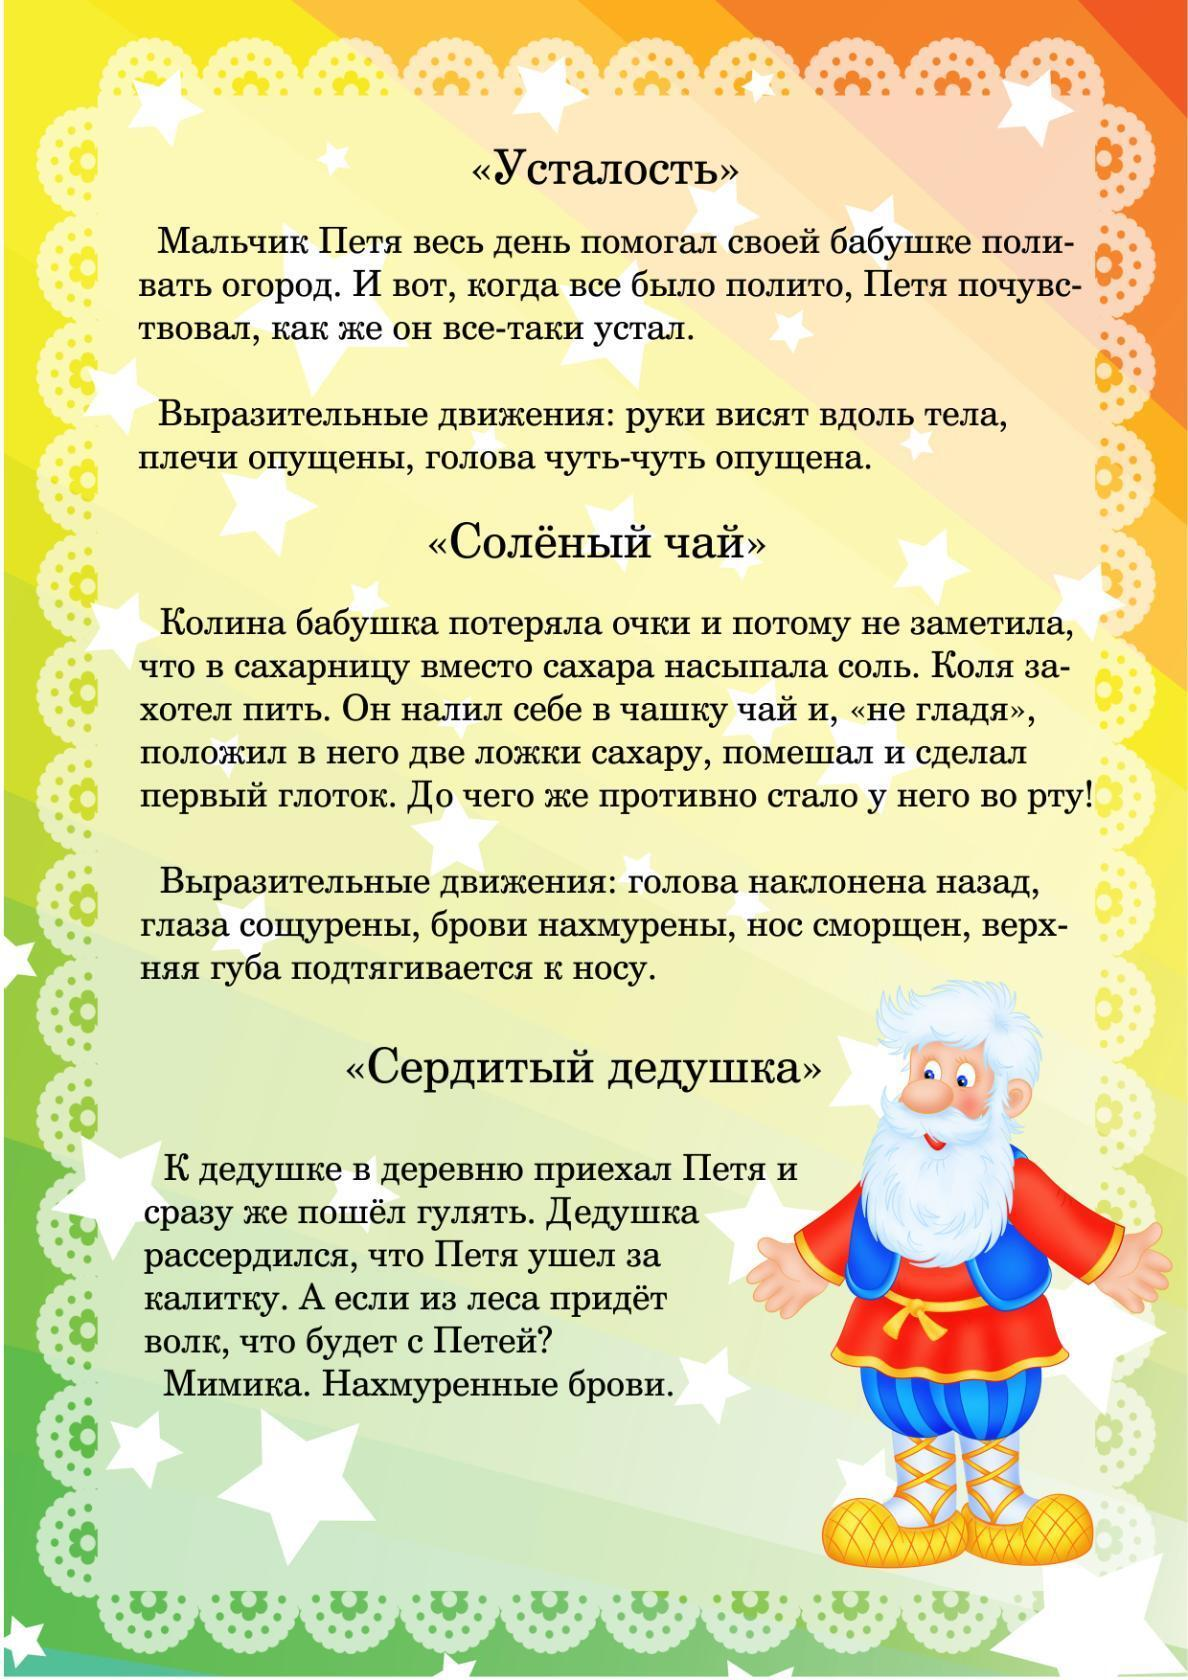 «Усталость»
Мальчик Петя весь день помогал своей бабушке поли-
вать огород. И вот, когда все было полито, Петя почувс-
твовал, как же он все-таки устал.
Выразительные движения: руки висят вдоль тела,
плечи опущены, голова чуть-чуть опущена.
«Солёный чай»
Колина бабушка потеряла очки и потому не заметила,
что в сахарницу вместо сахара насыпала соль. Коля за-
хотел пить. Он налил себе в чашку чай и, «не гладя»,
положил в него две ложки сахару, помешал и сделал
первый глоток. До чего же противно стало у него во рту!
Выразительные движения: голова наклонена назад,
глаза сощурены, брови нахмурены, нос сморщен, верх-
няя губа подтягивается к носу.
«Сердитый дедушка»
К дедушке в деревню приехал Петя и
сразу же пошёл гулять. Дедушка
рассердился, что Петя ушел за
калитку. А если из леса придёт
волк, что будет с Петей?
Мимика. Нахмуренные брови.